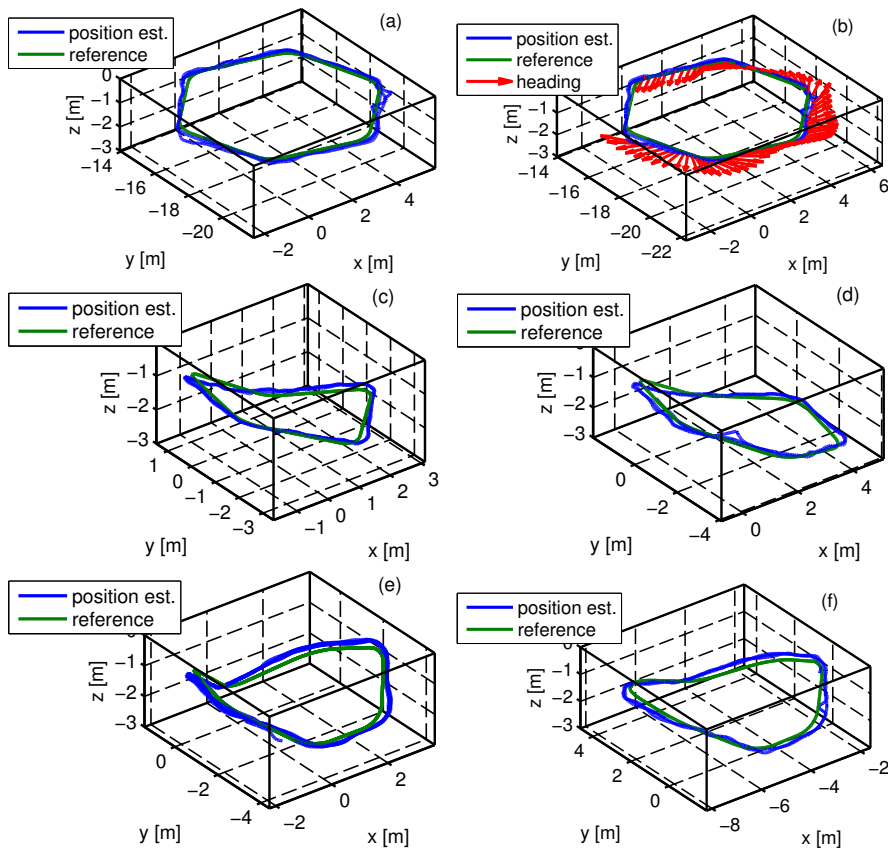 (a)
position est.
reference
0
−1
−2
−3
z [m]
−14
−16
−18
−20
y [m]
−2
0
2
4
x [m]
(b)
position est.
reference
heading
0
−1
−2
−3
z [m]
−14
−16
−18
−20
−22
y [m]
−2
0
2
4
6
x [m]
(c)
position est.
reference
−1
−2
−3
z [m]
1
0
−1
−2
−3
y [m]
−1
0
1
2
3
x [m]
(d)
position est.
reference
−1
−2
−3
z [m]
0
−2
−4
y [m]
0
2
4
x [m]
(e)
position est.
reference
−1
−2
−3
z [m]
0
−2
−4
y [m]
−2
0
2
x [m]
(f)
position est.
reference
0
−1
−2
−3
z [m]
4
2
0
y [m]
−8
−6
−4
−2
x [m]